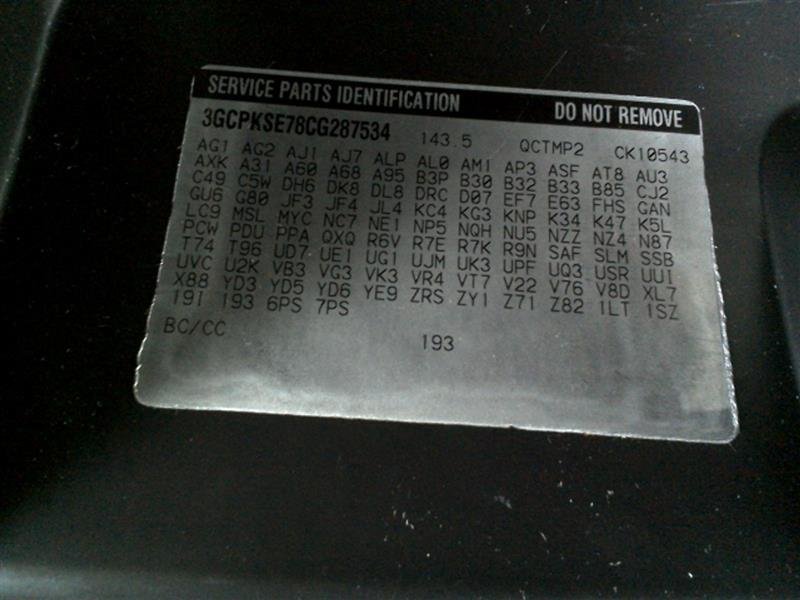 SERVICE PARTS IDENTIFICATION DO NOT REMOVE
3GCPKSE78CG287534 143.5 QCTMP2 CK10543
AG1 AG2 AJ1 AJ7 ALP AL0 AM1 AP3 ASF AT8 AU3
AXK A31 A60 A68 A95 B3P B30 B32 B33 B85 CJ2
C49 C5W DH6 DK8 DL8 DRC D07 EF7 E63 FHS GAN
GU6 G80 JF3 JF4 JL4 KC4 KG3 KNP K34 K47 K5L
LC9 MSL MYC NC7 NE1 NP5 NQH NU5 NZZ NZ4 N87
PCW PDU PPA QXQ R6V R7E R7K R9N SAF SLM SSB
T74 T96 UD7 UE1 UG1 UJM UK3 UPF UQ3 USR UU1
UVC U2K VB3 VG3 VK3 VR4 VT7 V22 V76 V8D XL7
X88 YD3 YD5 YD6 YE9 ZRS ZY1 Z71 Z82 1LT 1SZ
19I 193 6PS 7PS
BC/CC 193